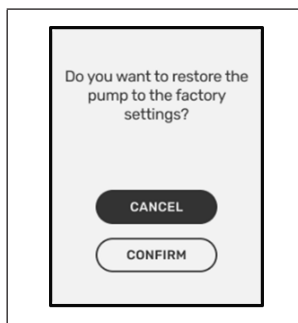 Do you want to restore the
pump to the factory
settings?
CANCEL
CONFIRM